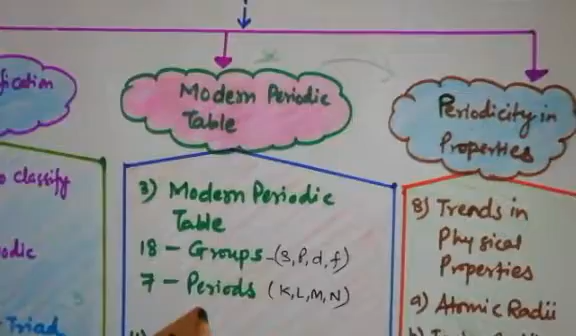 Modern Periodic
Table
Periodicity in
Properties
o classify
odic
Triad
3) Modern Periodic
Table
18 - Groups - (s, p, d, f)
7 - Periods (K, L, M, N)
8) Trends in
Physical
Properties
a) Atomic Radii